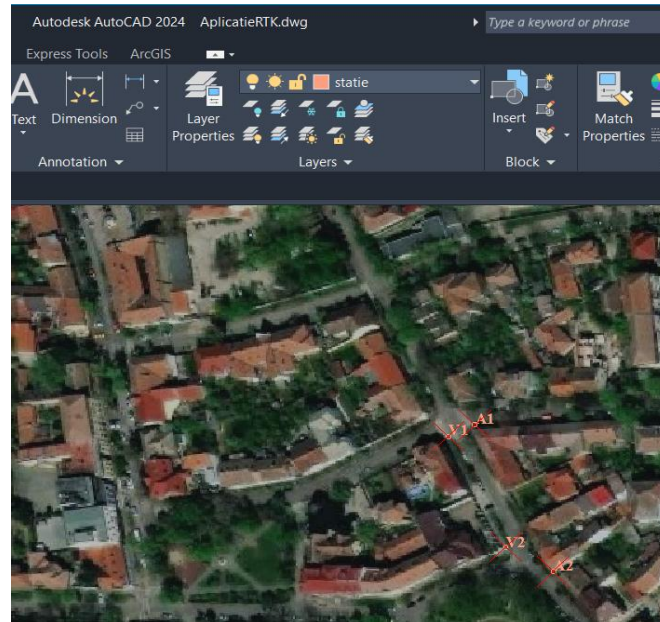 Autodesk AutoCAD 2024 AplicatieRTK.dwg Type a keyword or phrase
Express Tools ArcGIS
statie
Text Dimension Layer Properties Insert Match Properties
Annotation Layers Block
A1
V1
V2
A2